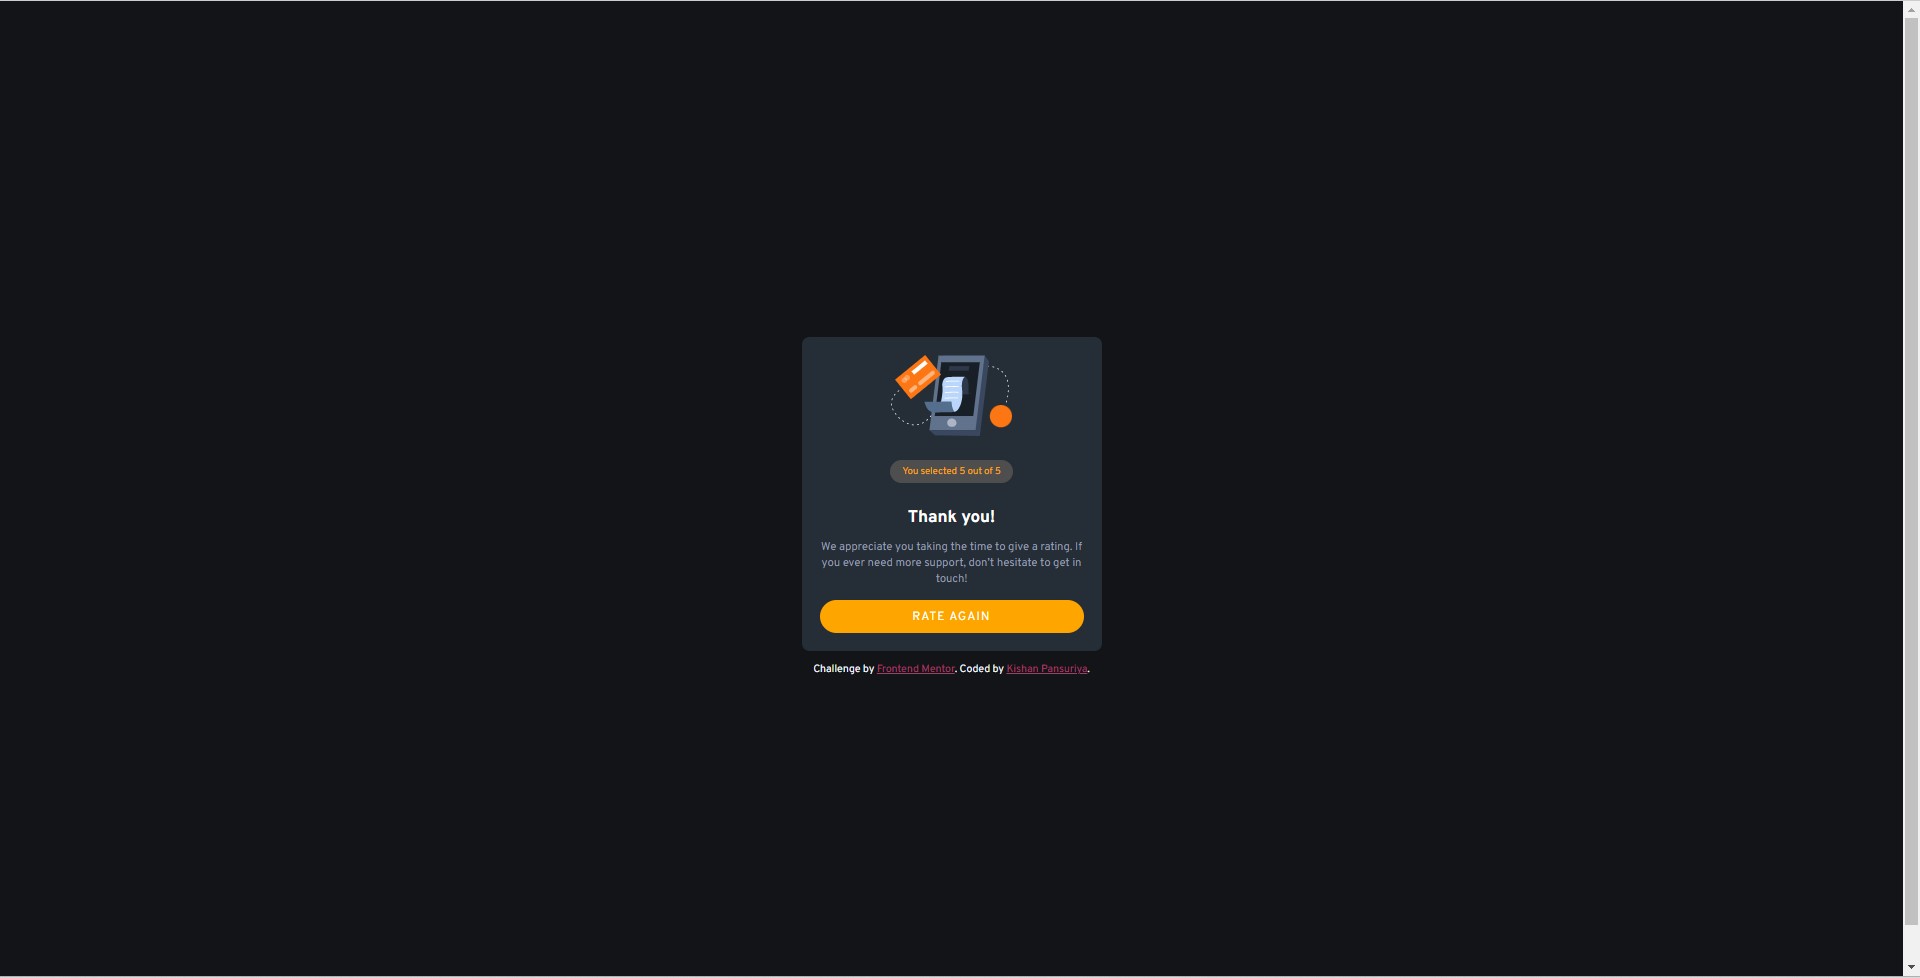 You selected 5 out of 5
Thank you!
We appreciate you taking the time to give a rating. If
you ever need more support, don't hesitate to get in
touch!
RATE AGAIN
Challenge by Frontend Mentor. Coded by Kishan Pansuriya.